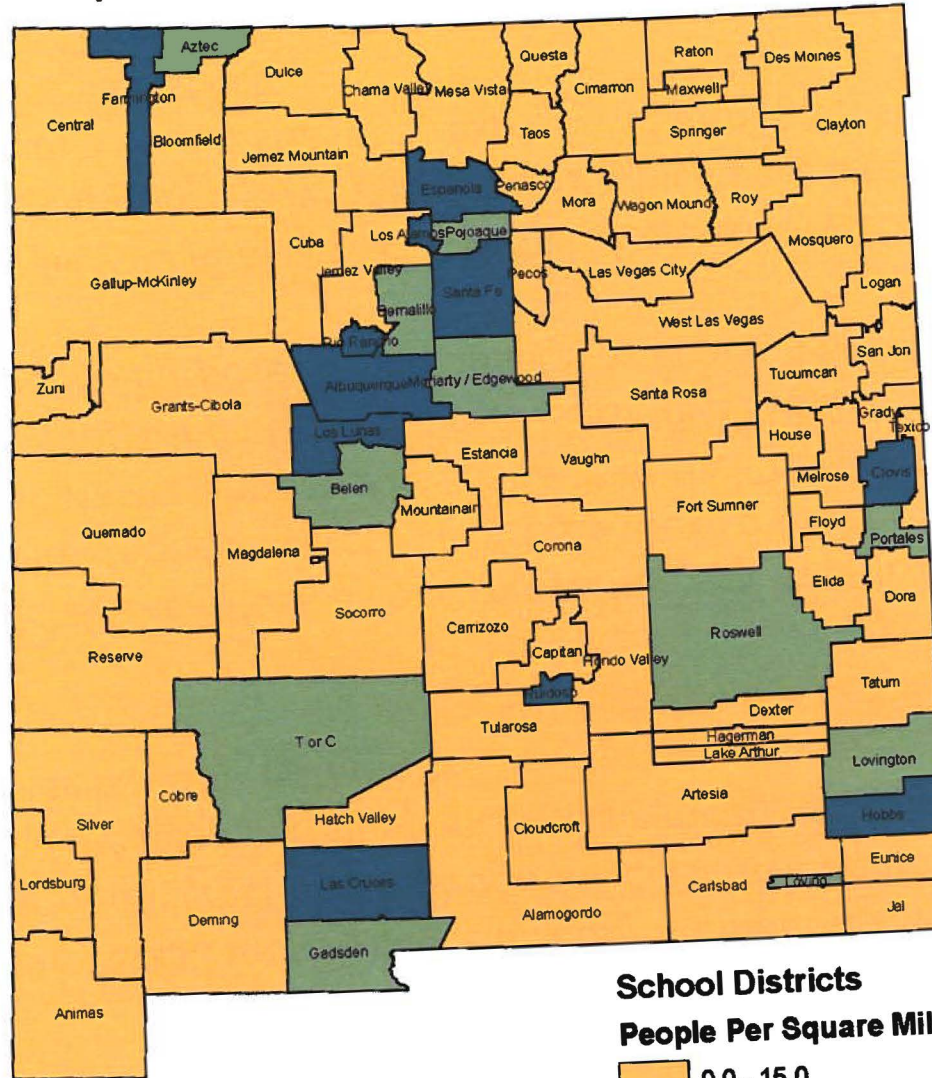 Aztec
Questa
Raton
Des Moines
Dulce
Farmington
Chama Valley
Mesa Vista
Cimarron
Maxwell
Central
Bloomfield
Taos
Springer
Clayton
Jemez Mountain
Espanola
Penasco
Mora
Wagon Mound
Roy
Cuba
Los Alamos
Pojoaque
Mosquero
Gallup-McKinley
Jemez Valley
Pecos
Las Vegas City
Logan
Bernalillo
Santa Fe
West Las Vegas
Rio Rancho
San Jon
Zuni
Albuquerque
Moriarty / Edgewood
Tucumcari
Grants-Cibola
Santa Rosa
Grady
Texico
Los Lunas
House
Estancia
Vaughn
Melrose
Clovis
Belen
Mountainair
Fort Sumner
Quemado
Floyd
Portales
Magdalena
Corona
Elida
Dora
Socorro
Carrizozo
Roswell
Reserve
Capitan
Hondo Valley
Ruidoso
Tatum
Dexter
Tularosa
Hagerman
T or C
Lake Arthur
Lovington
Cobre
Artesia
Silver
Hatch Valley
Cloudcroft
Hobbs
Eunice
Lordsburg
Las Cruces
Carlsbad
Loving
Deming
Alamogordo
Jal
Gadsden
School Districts
Animas
People Per Square Mil
0.0 - 15.0